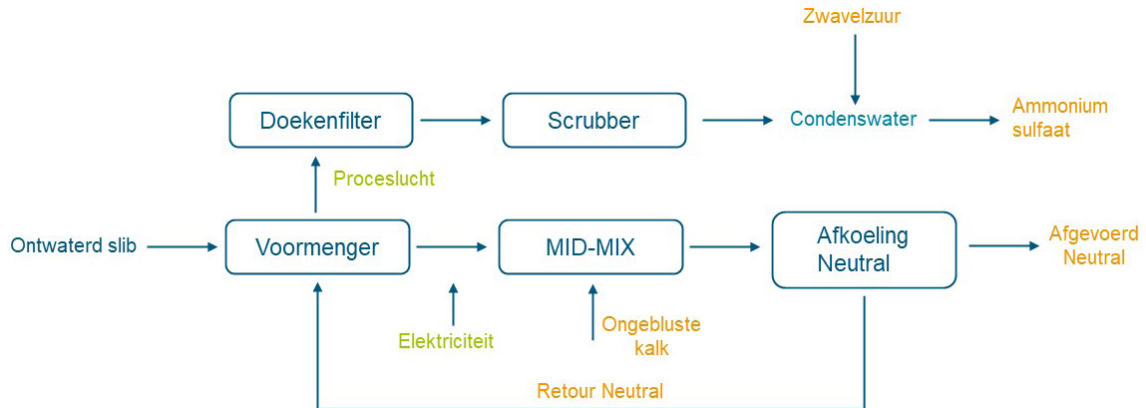 Zwavelzuur
Doekenfilter
Scrubber
Condenswater
Ammonium
sulfaat
Proceslucht
Ontwaterd slib
Voormenger
MID-MIX
Afkoeling
Neutral
Afgevoerd
Neutral
Elektriciteit
Ongebluste
kalk
Retour Neutral